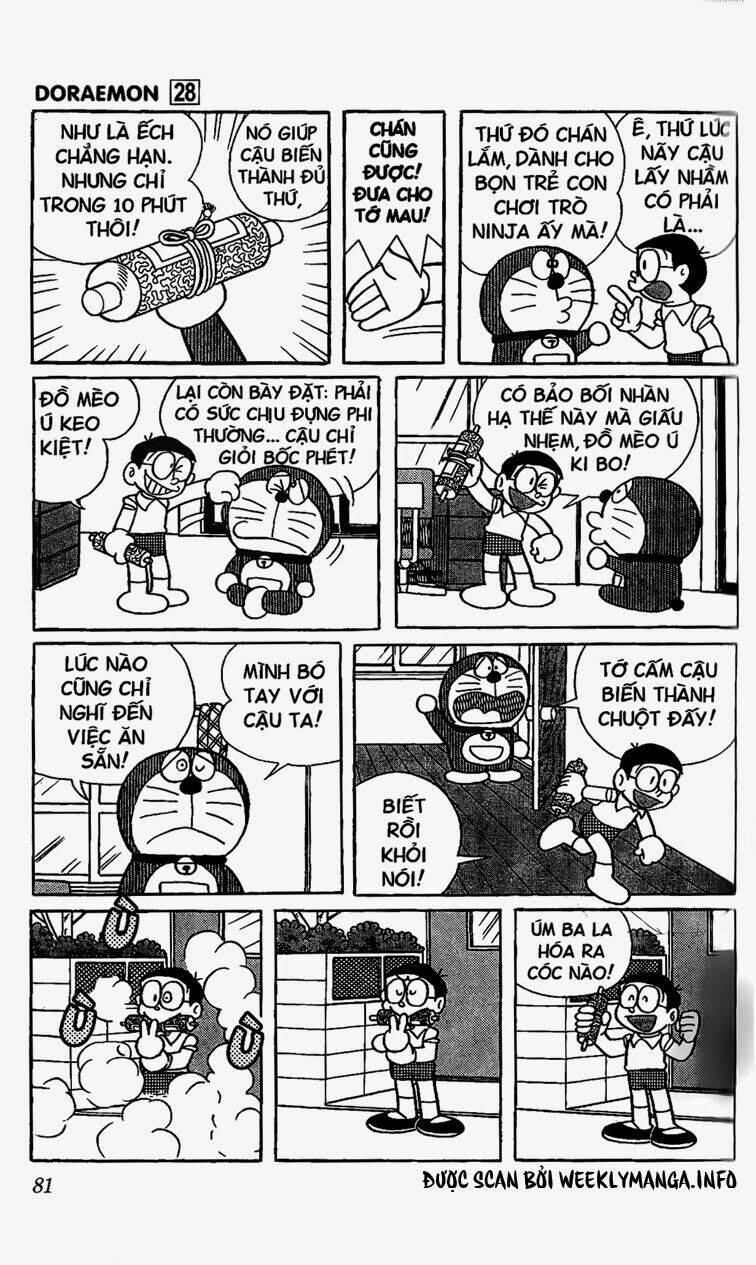 DORAEMON 28
Ê, THỨ LÚC
NÃY CẬU
LẤY NHẦM
CÓ PHẢI
LÀ...
THỨ ĐÓ CHÁN
LẮM, DÀNH CHO
BỌN TRẺ CON
CHƠI TRÒ
NINJA ẤY MÀ!
CHÁN
CŨNG
ĐƯỢC!
ĐƯA CHO
TỚ MAU!
NÓ GIÚP
CẬU BIẾN
THÀNH ĐỦ
THỨ,
NHƯ LÀ ẾCH
CHẲNG HẠN.
NHƯNG CHỈ
TRONG 10 PHÚT
THÔI!
CÓ BẢO BỐI NHÀN
HẠ THẾ NÀY MÀ GIẤU
NHẸM, ĐỒ MÈO Ú
KI BO!
LẠI CÒN BÀY ĐẶT: PHẢI
CÓ SỨC CHỊU ĐỰNG PHI
THƯỜNG... CẬU CHỈ
GIỎI BỐC PHÉT!
ĐỒ MÈO
Ú KEO
KIỆT!
TỚ CẤM CẬU
BIẾN THÀNH
CHUỘT ĐẤY!
BIẾT
RỒI
KHỎI
NÓI!
MÌNH BÓ
TAY VỚI
CẬU TA!
LÚC NÀO
CŨNG CHỈ
NGHĨ ĐẾN
VIỆC ĂN
SẴN!
ÚM BA LA
HÓA RA
CÓC NÀO!
Ù
Ù
Ù
81
ĐƯỢC SCAN BỞI WEEKLYMANGA.INFO